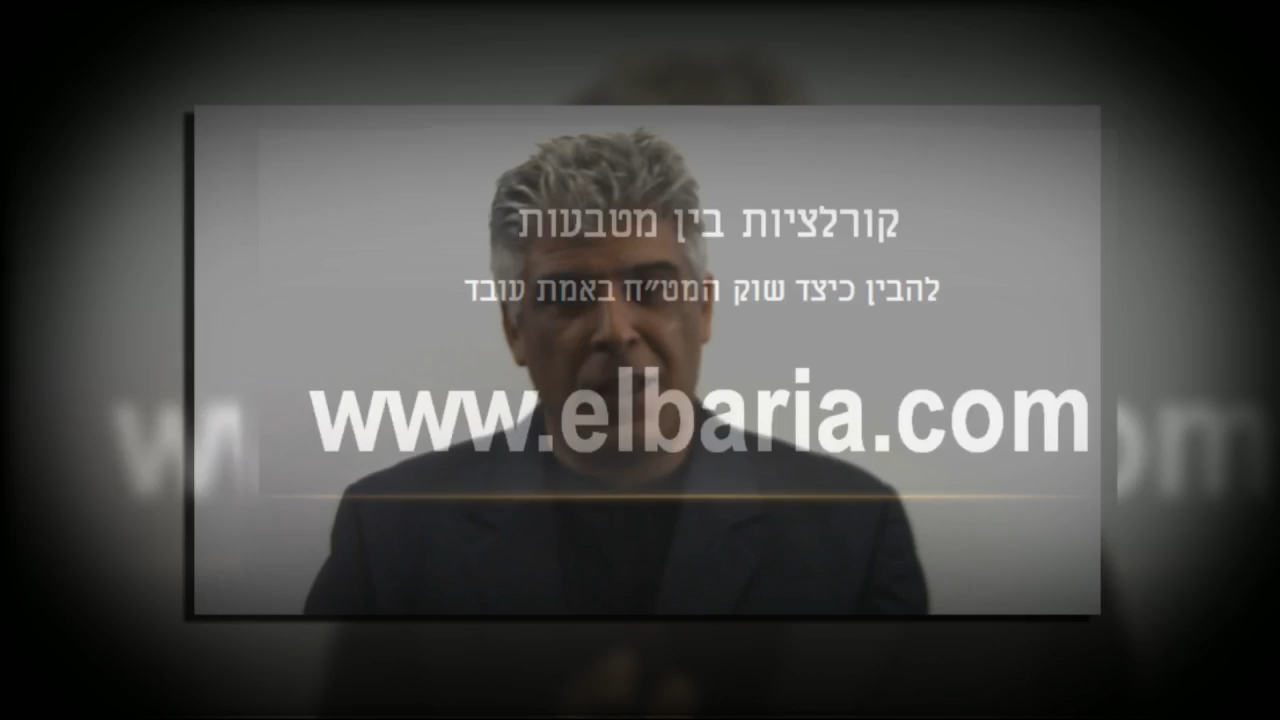 קורלציות בין מטבעות
להבין כיצד שוק המט״ח באמת עובד
www.elbaria.com